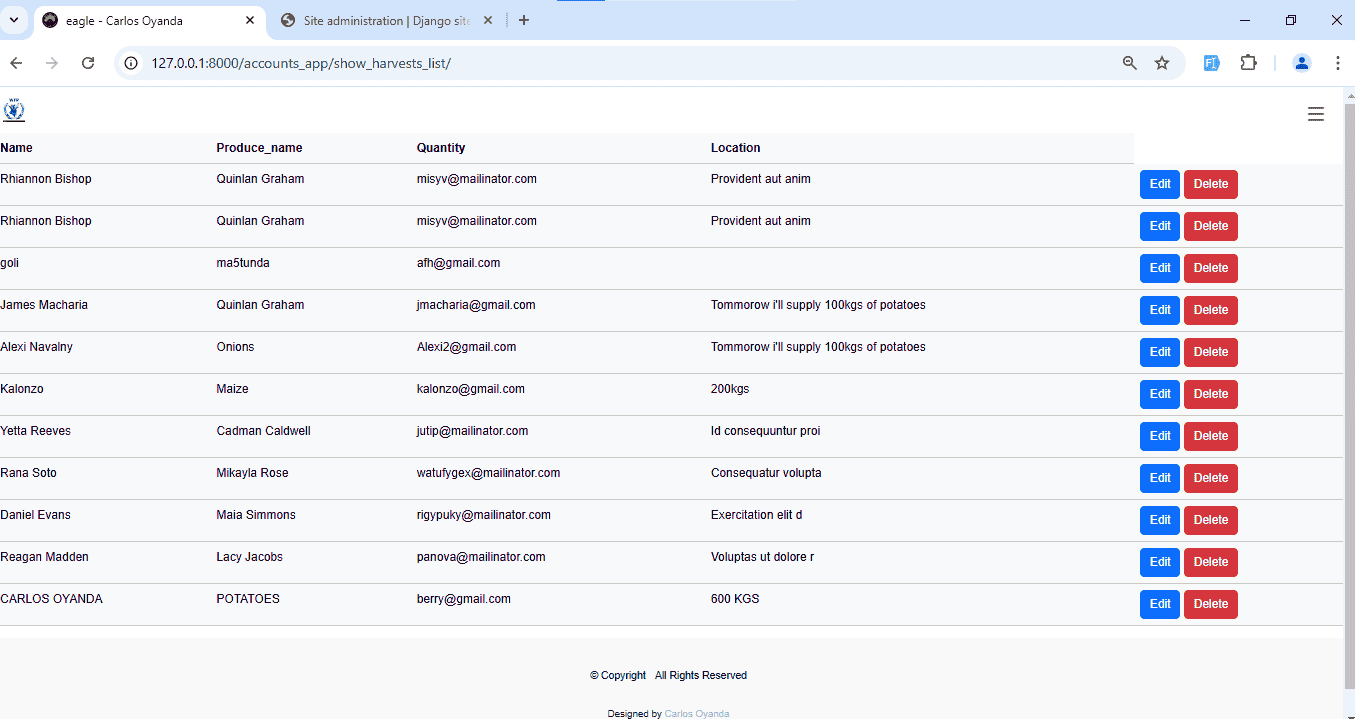 eagle - Carlos Oyanda
Site administration | Django site
127.0.0.1:8000/accounts_app/show_harvests_list/
WFP
Name Produce_name Quantity Location
Rhiannon Bishop Quinlan Graham misyv@mailinator.com Provident aut anim Edit Delete
Rhiannon Bishop Quinlan Graham misyv@mailinator.com Provident aut anim Edit Delete
goli ma5tunda afh@gmail.com Edit Delete
James Macharia Quinlan Graham jmacharia@gmail.com Tommorow i'll supply 100kgs of potatoes Edit Delete
Alexi Navalny Onions Alexi2@gmail.com Tommorow i'll supply 100kgs of potatoes Edit Delete
Kalonzo Maize kalonzo@gmail.com 200kgs Edit Delete
Yetta Reeves Cadman Caldwell jutip@mailinator.com Id consequuntur proi Edit Delete
Rana Soto Mikayla Rose watufygex@mailinator.com Consequatur volupta Edit Delete
Daniel Evans Maia Simmons rigypuky@mailinator.com Exercitation elit d Edit Delete
Reagan Madden Lacy Jacobs panova@mailinator.com Voluptas ut dolore r Edit Delete
CARLOS OYANDA POTATOES berry@gmail.com 600 KGS Edit Delete
© Copyright All Rights Reserved
Designed by Carlos Oyanda